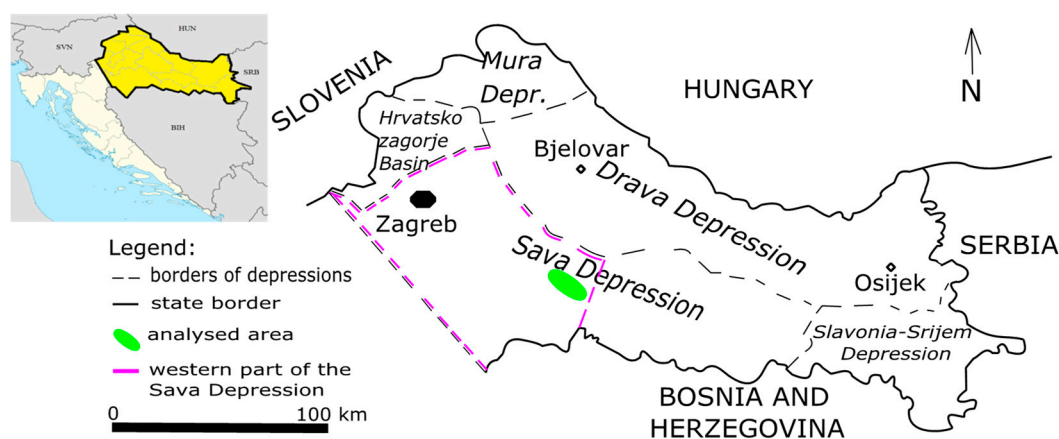 HUN
SVN
SRB
BIH
SLOVENIA
Mura
Depr.
HUNGARY
N
Hrvatsko
zagorje
Basin
Bjelovar
Drava Depression
Zagreb
Sava Depression
SERBIA
Osijek
Slavonia-Srijem
Depression
BOSNIA AND
HERZEGOVINA
Legend:
borders of depressions
state border
analysed area
western part of the
Sava Depression
0 100 km